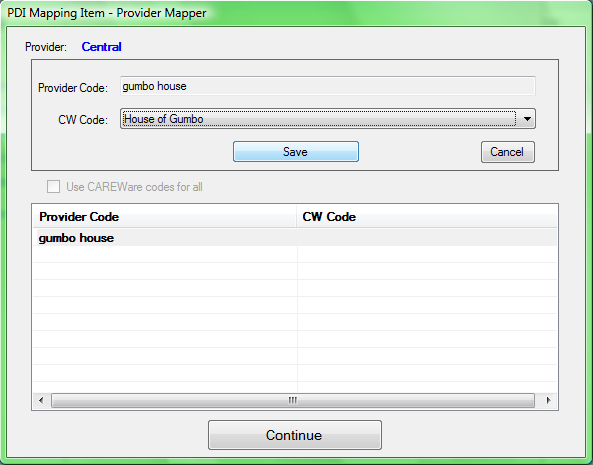 PDI Mapping Item - Provider Mapper
Provider: Central
Provider Code: gumbo house
CW Code: House of Gumbo
Save Cancel
Use CAREWare codes for all
Provider Code CW Code
gumbo house
Continue